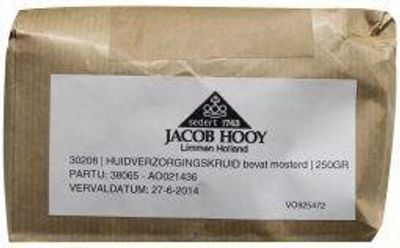 sedert 1743
JACOB HOOY
Limmen Holland
30208 | HUIDVERZORGINGSKRUID bevat mosterd | 250GR
PARTIJ: 38065 - AO021436
VERVALDATUM: 27-6-2014
VO925472